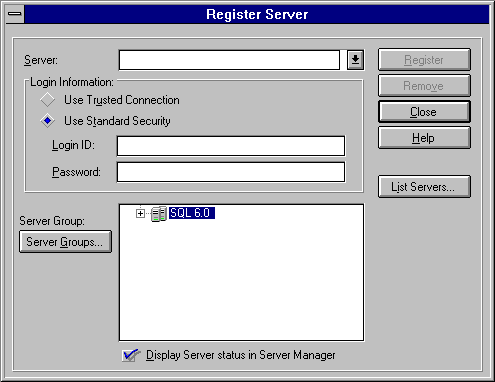 Register Server
Server:
Register
Login Information:
Remove
Use Trusted Connection
Close
Use Standard Security
Help
Login ID:
Password:
List Servers...
SQL 6.0
Server Group:
Server Groups...
Display Server status in Server Manager